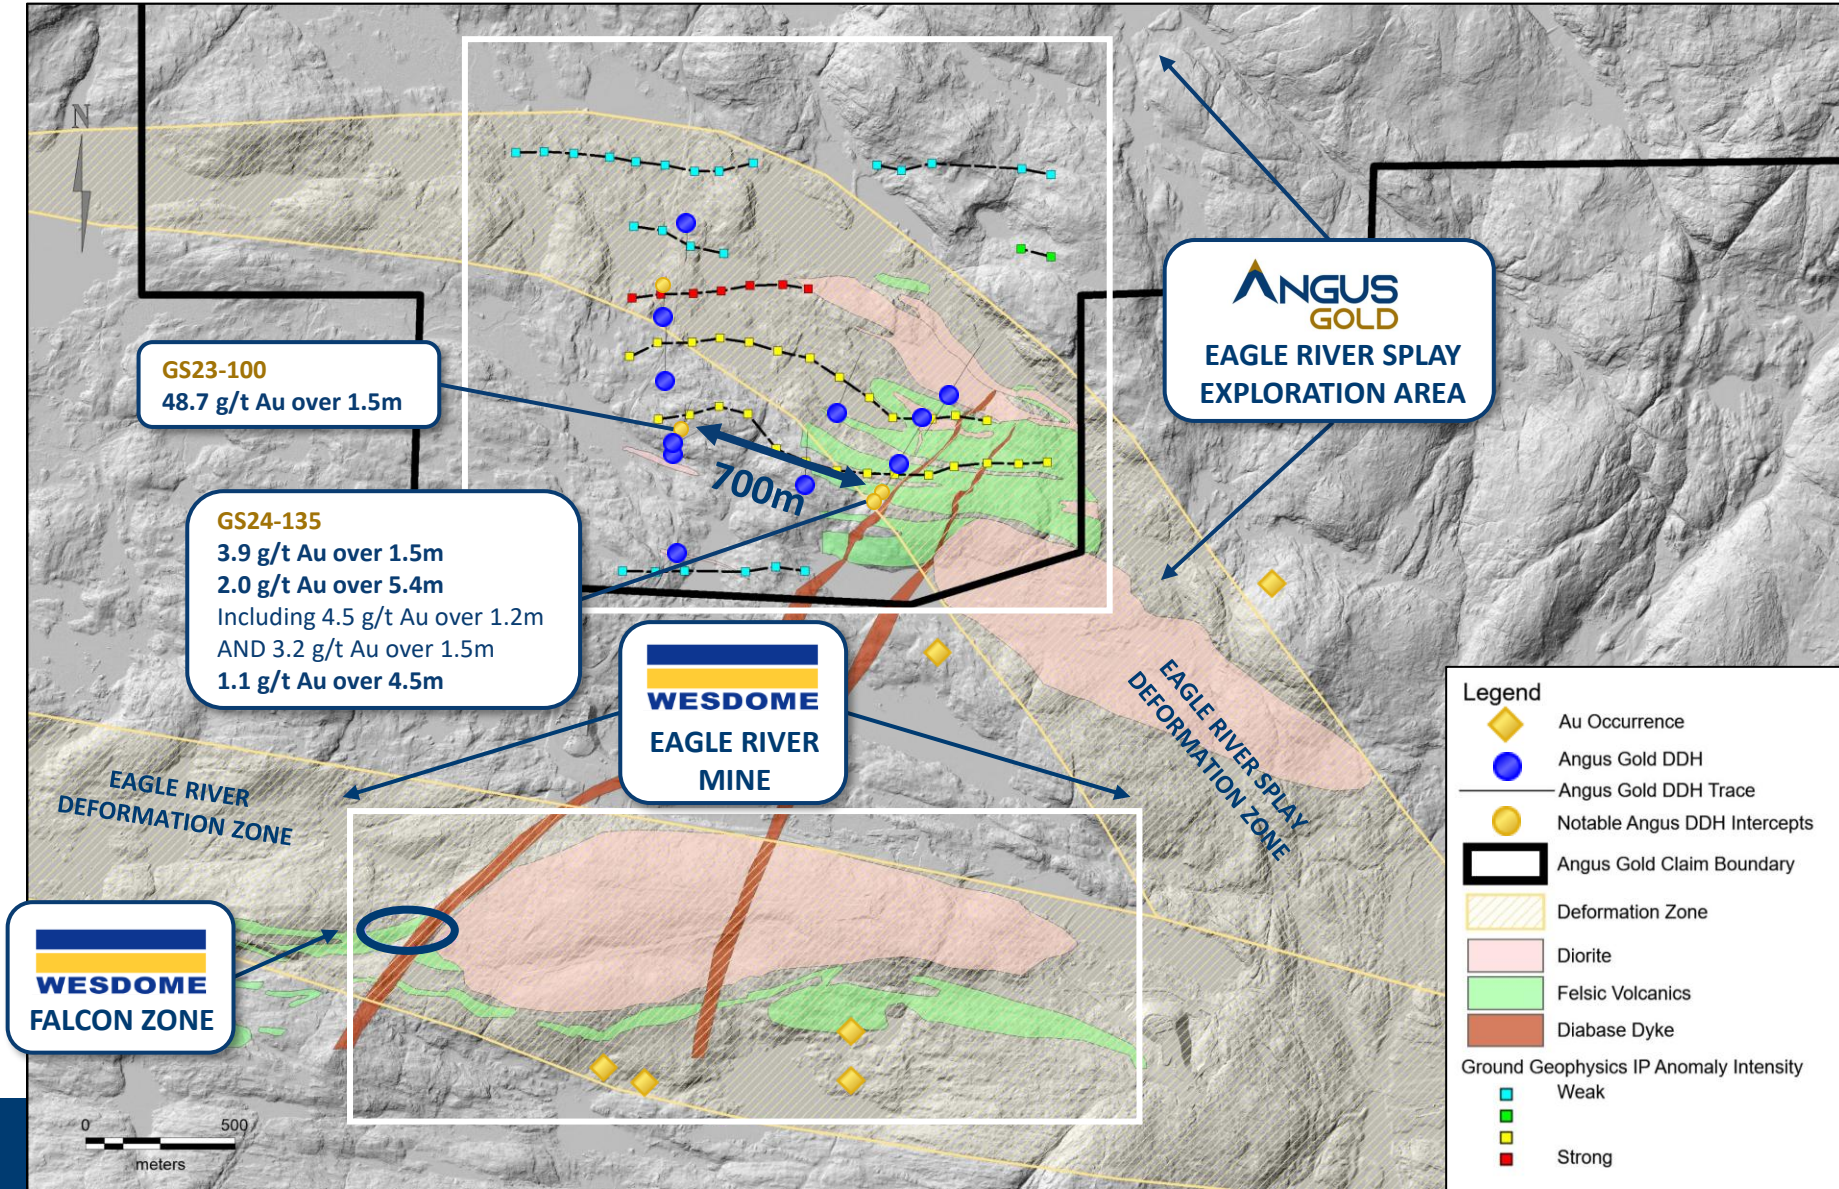 N
GS23-100
48.7 g/t Au over 1.5m
ANGUS
GOLD
EAGLE RIVER SPLAY
EXPLORATION AREA
700m
GS24-135
3.9 g/t Au over 1.5m
2.0 g/t Au over 5.4m
Including 4.5 g/t Au over 1.2m
AND 3.2 g/t Au over 1.5m
1.1 g/t Au over 4.5m
WESDOME
EAGLE RIVER
MINE
EAGLE RIVER SPLAY
DEFORMATION ZONE
EAGLE RIVER
DEFORMATION ZONE
WESDOME
FALCON ZONE
0 500
meters
Legend
Au Occurrence
Angus Gold DDH
Angus Gold DDH Trace
Notable Angus DDH Intercepts
Angus Gold Claim Boundary
Deformation Zone
Diorite
Felsic Volcanics
Diabase Dyke
Ground Geophysics IP Anomaly Intensity
Weak
Strong